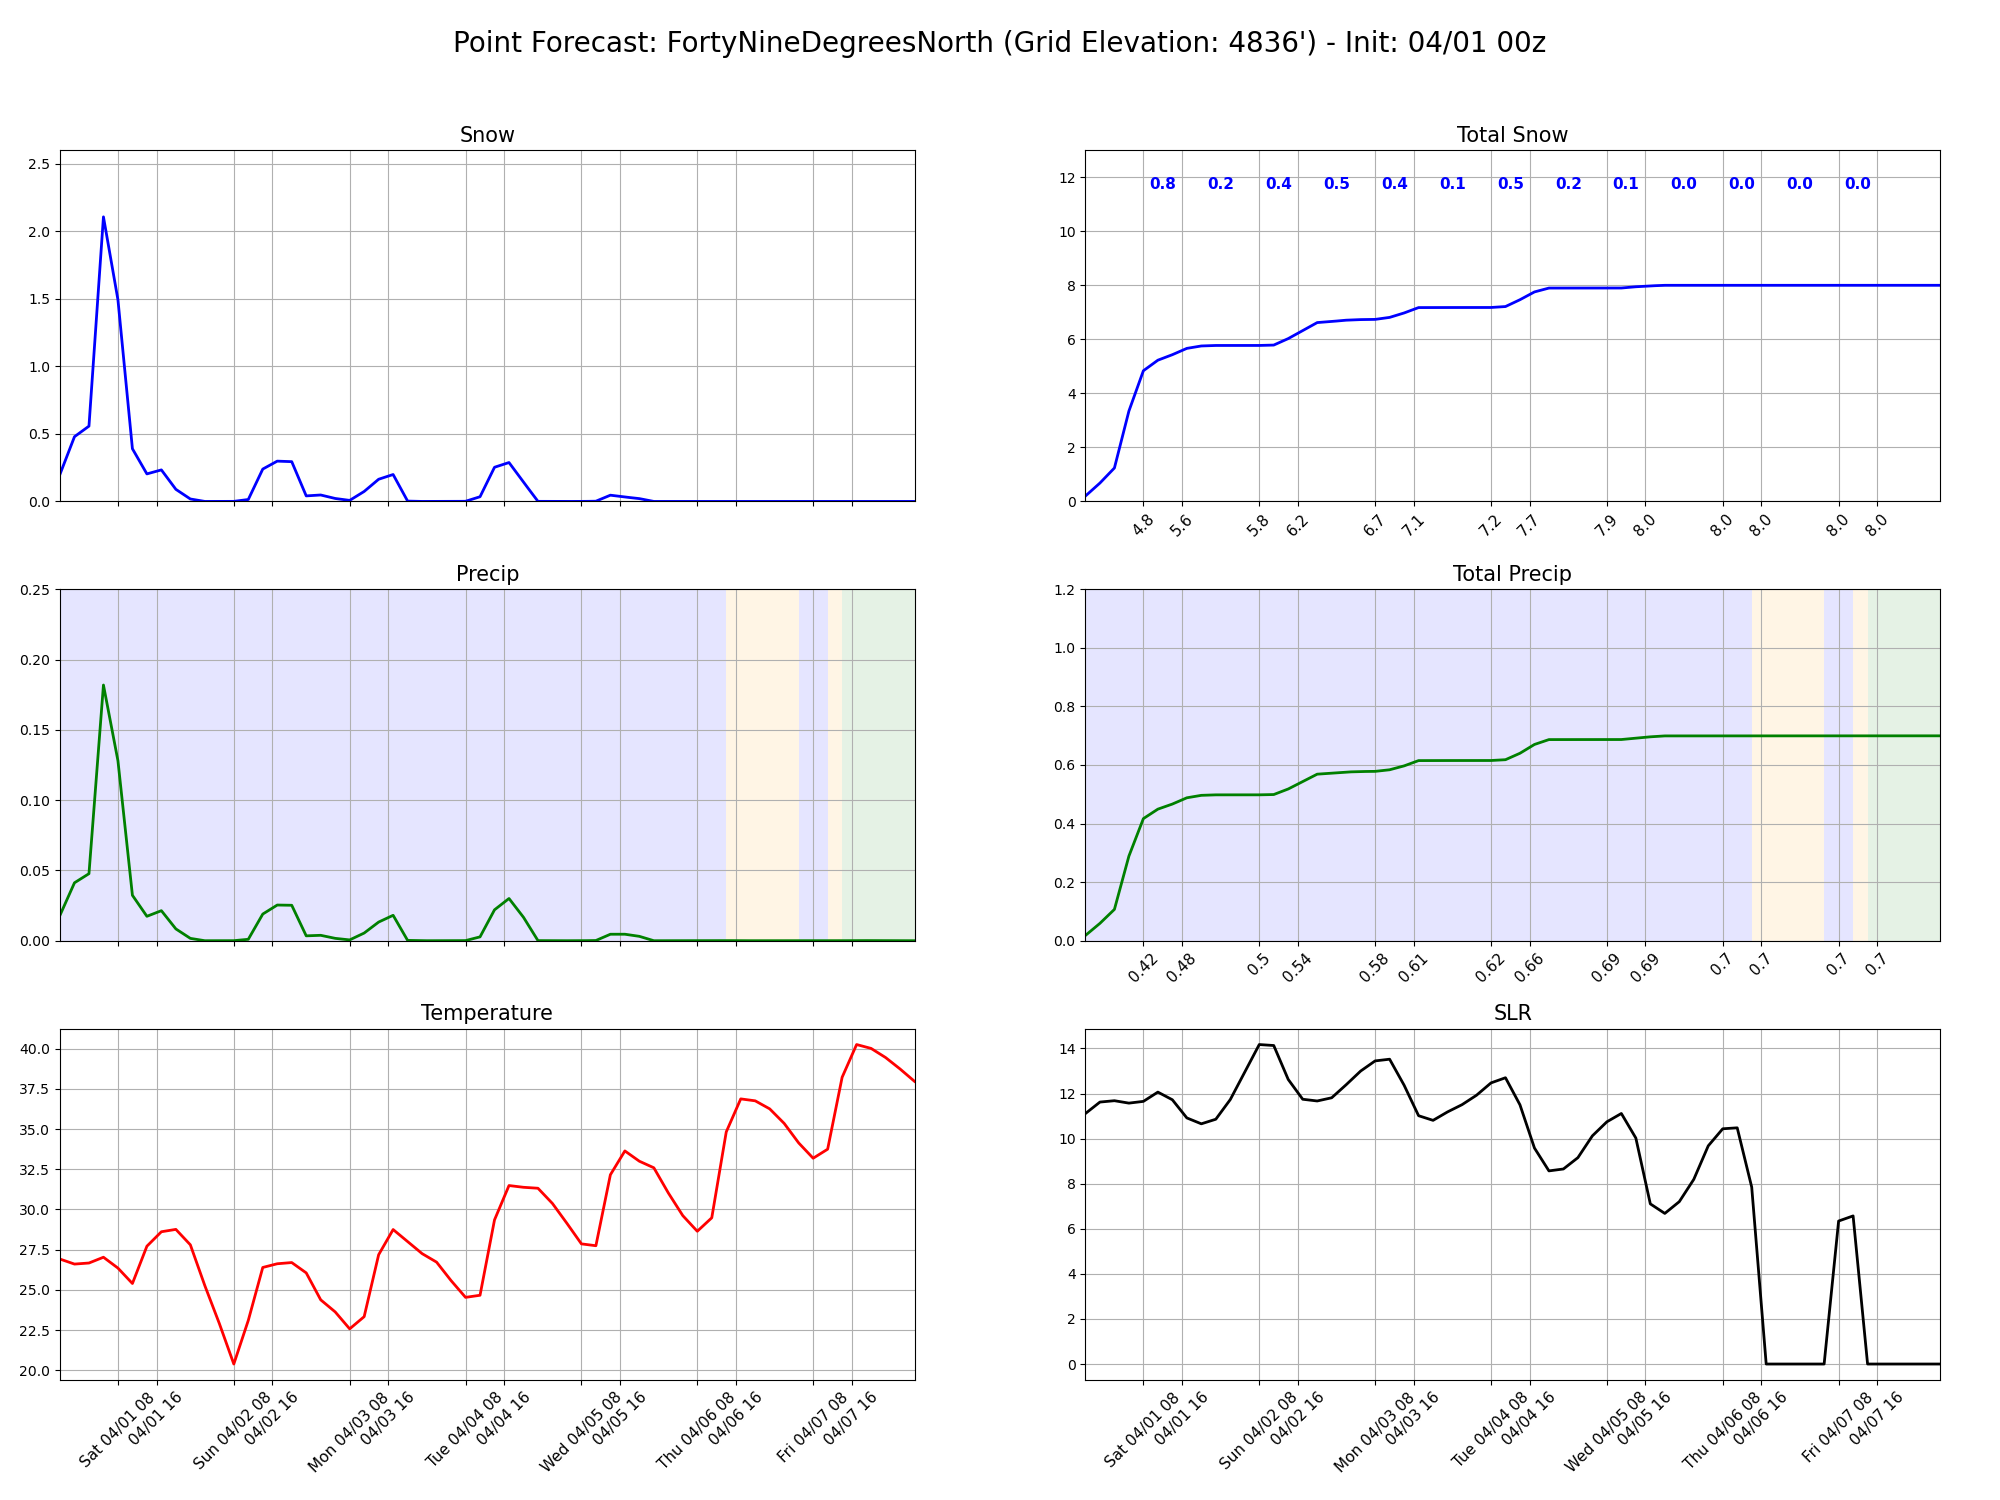 Point Forecast: FortyNineDegreesNorth (Grid Elevation: 4836') - Init: 04/01 00z
Snow
2.5
2.0
1.5
1.0
0.5
0.0
Total Snow
0.8 0.2 0.4 0.5 0.4 0.1 0.5 0.2 0.1 0.0 0.0 0.0 0.0
12
10
8
6
4
2
0
4.8 5.6 5.8 6.2 6.7 7.1 7.2 7.7 7.9 8.0 8.0 8.0 8.0 8.0
Precip
0.25
0.20
0.15
0.10
0.05
0.00
Total Precip
1.2
1.0
0.8
0.6
0.4
0.2
0.0
0.42 0.48 0.5 0.54 0.58 0.61 0.62 0.66 0.69 0.69 0.7 0.7 0.7 0.7
Temperature
40.0
37.5
35.0
32.5
30.0
27.5
25.0
22.5
20.0
Sat 04/01 08
04/01 16
Sun 04/02 08
04/02 16
Mon 04/03 08
04/03 16
Tue 04/04 08
04/04 16
Wed 04/05 08
04/05 16
Thu 04/06 08
04/06 16
Fri 04/07 08
04/07 16
SLR
14
12
10
8
6
4
2
0
Sat 04/01 08
04/01 16
Sun 04/02 08
04/02 16
Mon 04/03 08
04/03 16
Tue 04/04 08
04/04 16
Wed 04/05 08
04/05 16
Thu 04/06 08
04/06 16
Fri 04/07 08
04/07 16